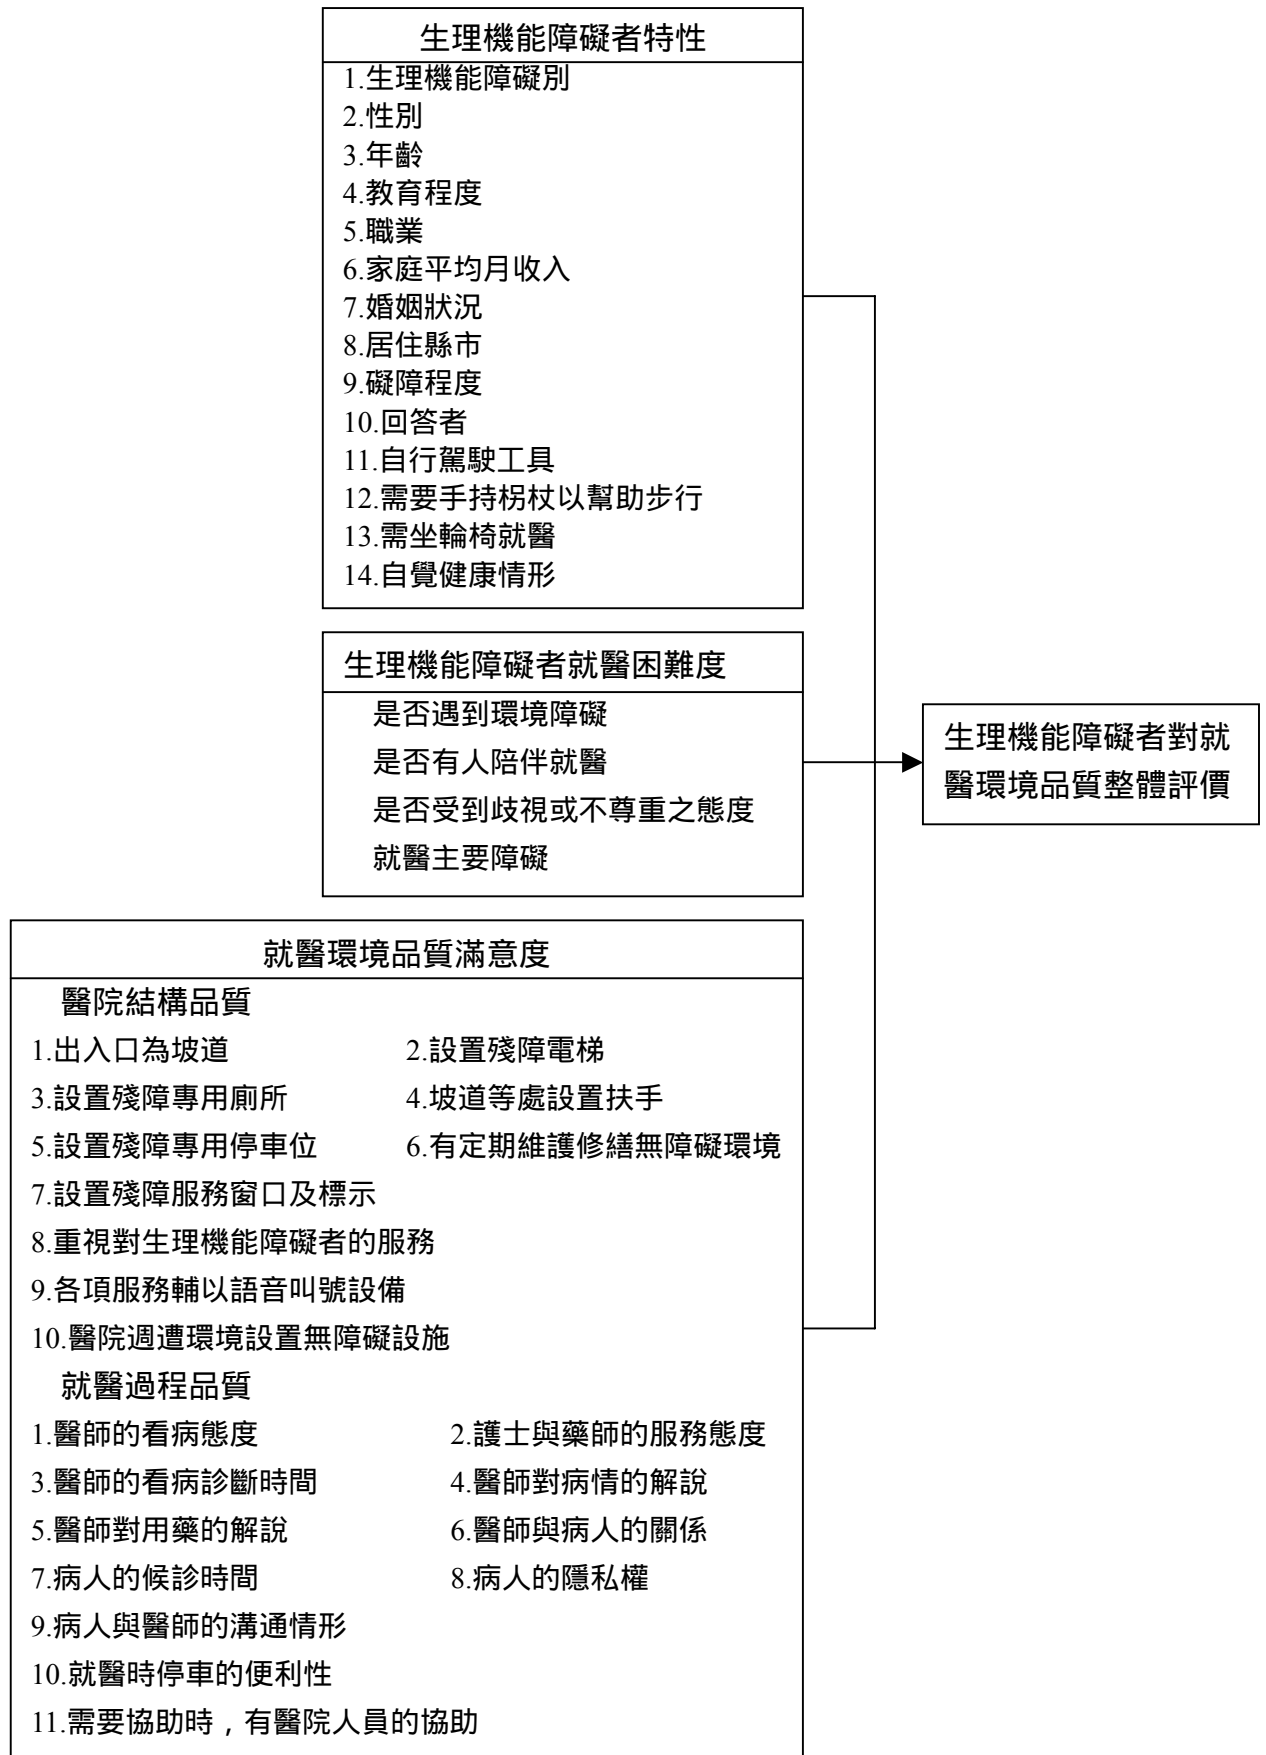 生理機能障礙者特性
1.生理機能障礙別
2.性別
3.年齡
4.教育程度
5.職業
6.家庭平均月收入
7.婚姻狀況
8.居住縣市
9.礙障程度
10.回答者
11.自行駕駛工具
12.需要手持柺杖以幫助步行
13.需坐輪椅就醫
14.自覺健康情形
生理機能障礙者就醫困難度
是否遇到環境障礙
是否有人陪伴就醫
是否受到歧視或不尊重之態度
就醫主要障礙
生理機能障礙者對就
醫環境品質整體評價
就醫環境品質滿意度
醫院結構品質
1.出入口為坡道 2.設置殘障電梯
3.設置殘障專用廁所 4.坡道等處設置扶手
5.設置殘障專用停車位 6.有定期維護修繕無障礙環境
7.設置殘障服務窗口及標示
8.重視對生理機能障礙者的服務
9.各項服務輔以語音叫號設備
10.醫院週遭環境設置無障礙設施
就醫過程品質
1.醫師的看病態度 2.護士與藥師的服務態度
3.醫師的看病診斷時間 4.醫師對病情的解說
5.醫師對用藥的解說 6.醫師與病人的關係
7.病人的候診時間 8.病人的隱私權
9.病人與醫師的溝通情形
10.就醫時停車的便利性
11.需要協助時，有醫院人員的協助